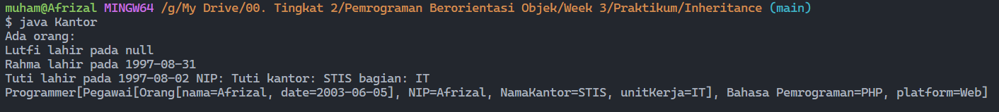 muham@Afrizal MINGW64 /g/My Drive/00. Tingkat 2/Pemrograman Berorientasi Objek/Week 3/Praktikum/Inheritance (main)
$ java Kantor
Ada orang:
Lutfi lahir pada null
Rahma lahir pada 1997-08-31
Tuti lahir pada 1997-08-02 NIP: Tuti kantor: STIS bagian: IT
Programmer[Pegawai[Orang[nama=Afrizal, date=2003-06-05], NIP=Afrizal, NamaKantor=STIS, unitKerja=IT], Bahasa Pemrograman=PHP, platform=Web]